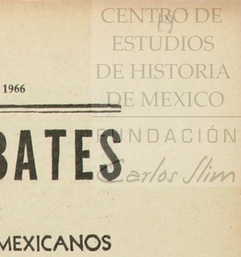 CENTRO DE
ESTUDIOS
DE HISTORIA
DE MEXICO
FUNDACIÓN
Carlos Slim
1966
BATES
MEXICANOS